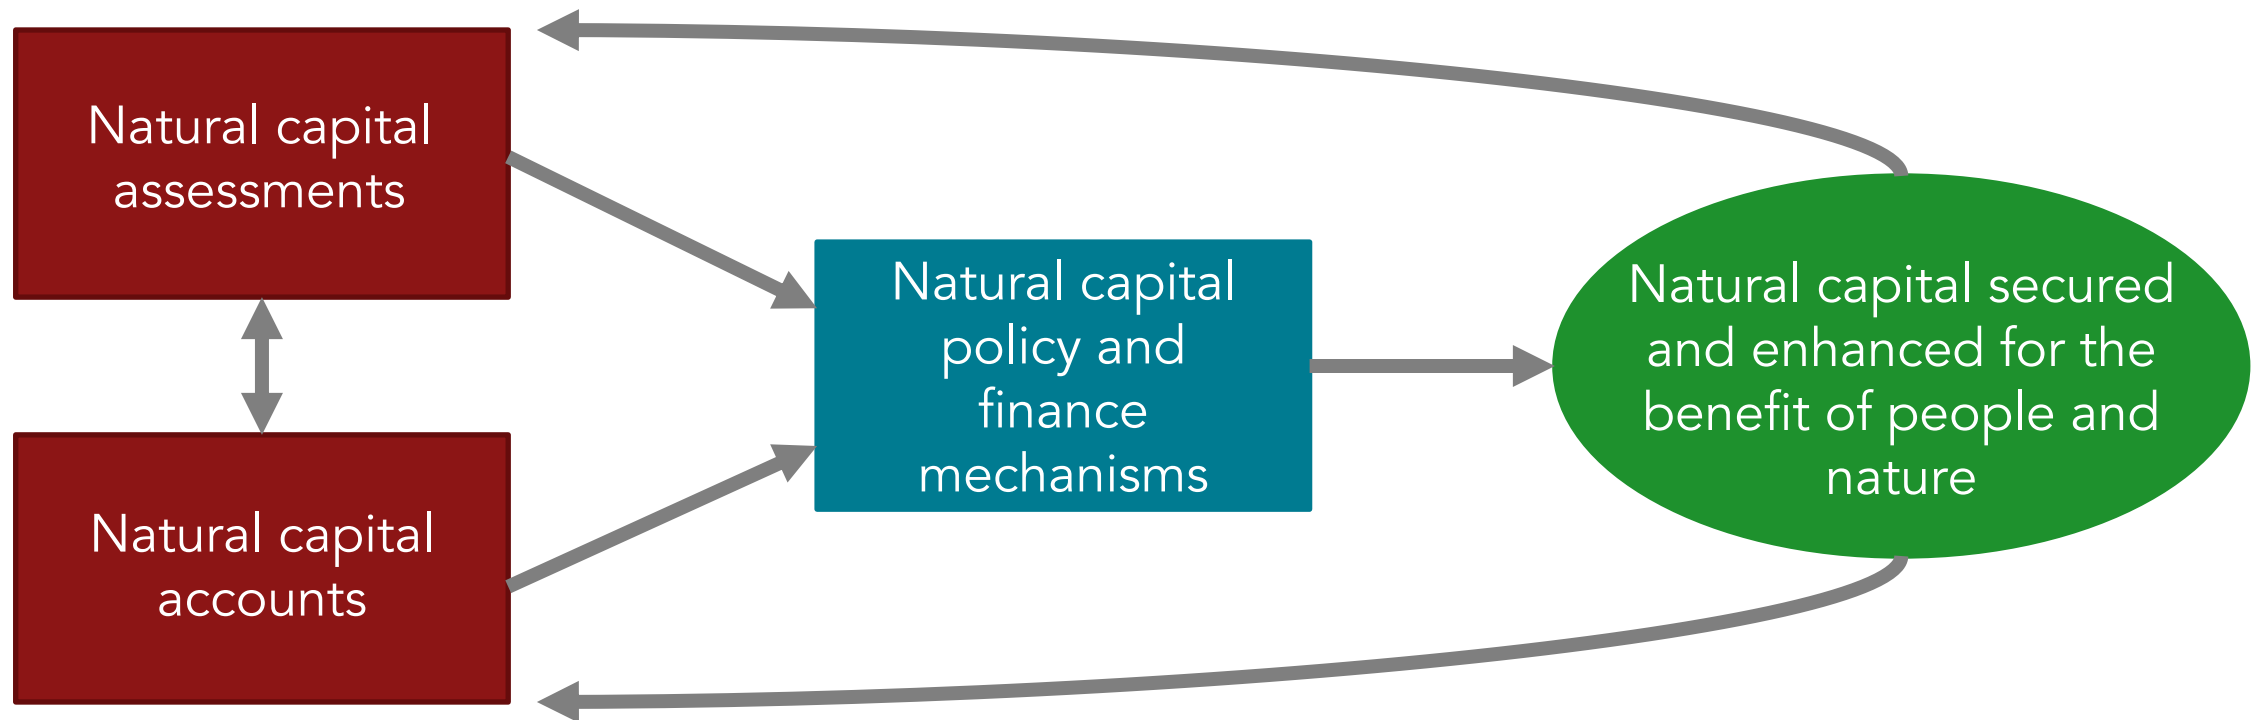 Natural capital
assessments
Natural capital
accounts
Natural capital
policy and
finance
mechanisms
Natural capital secured
and enhanced for the
benefit of people and
nature